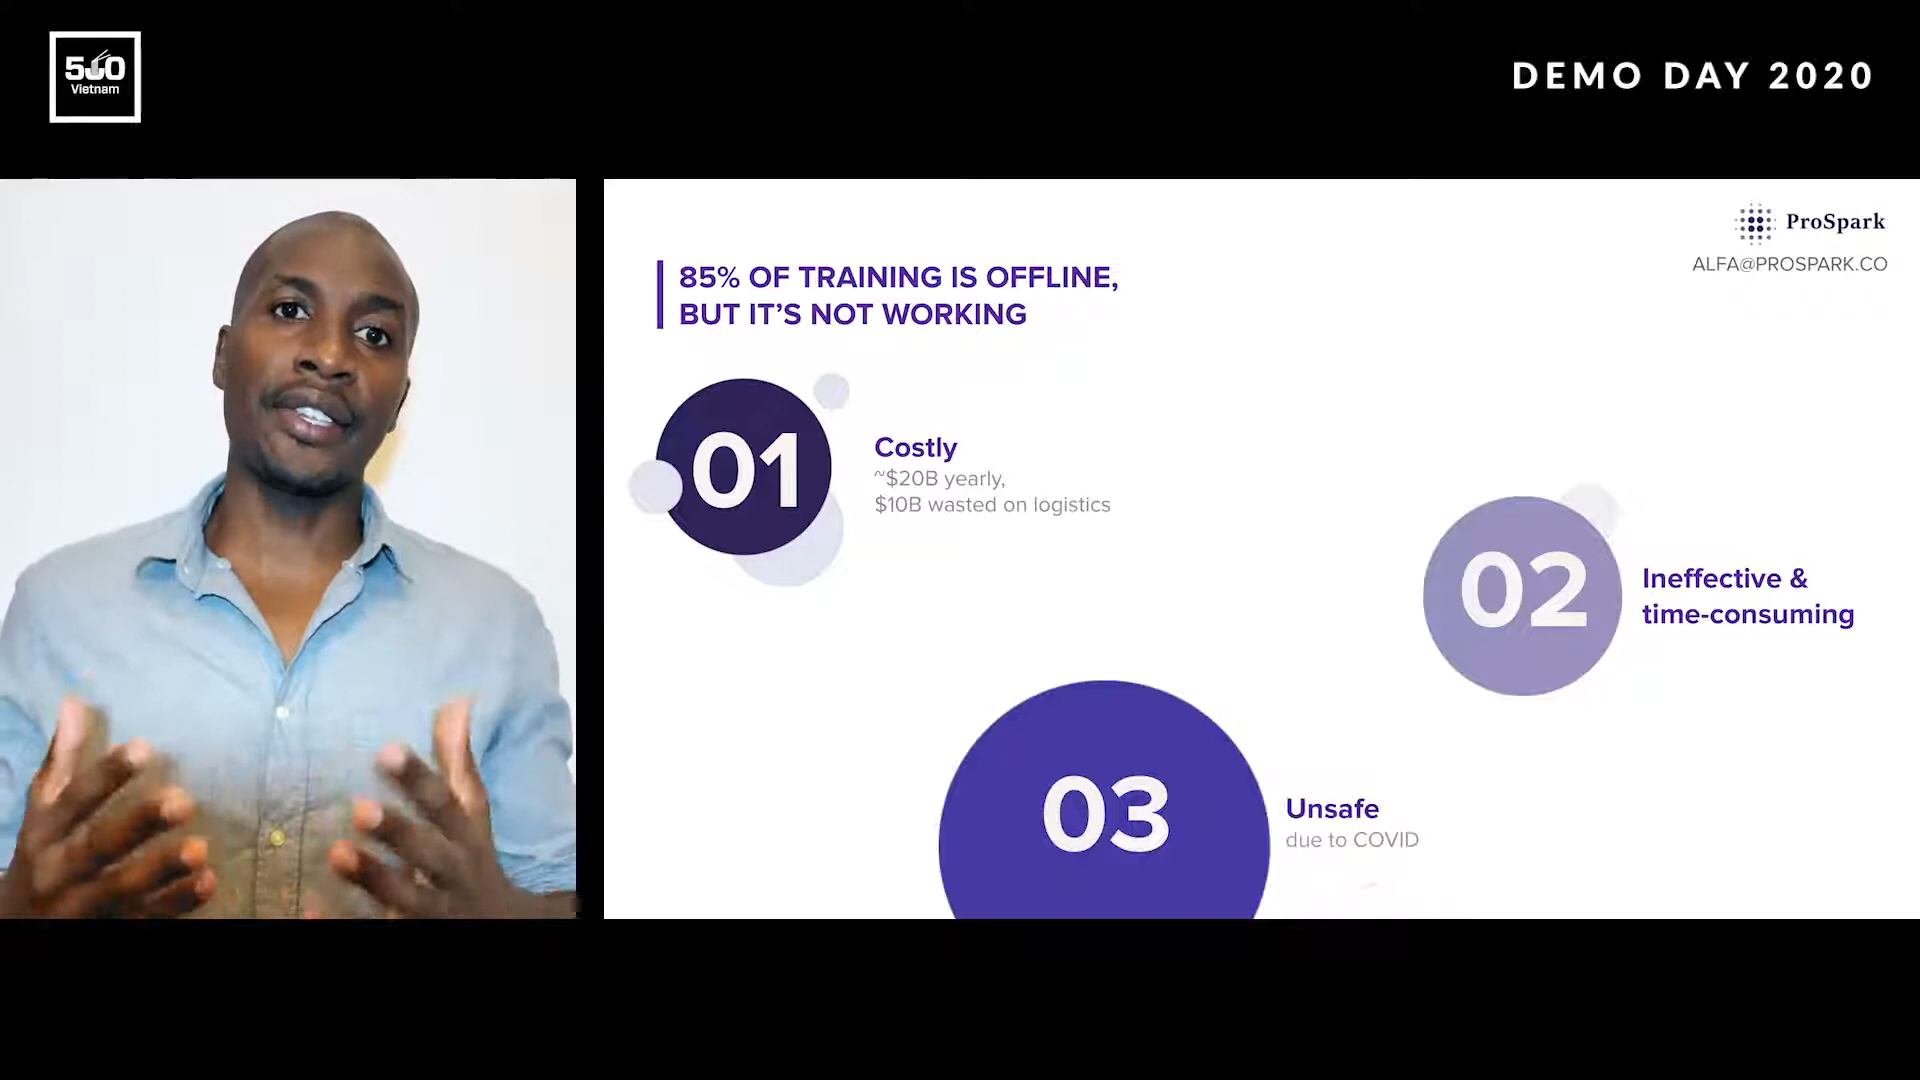 500
Vietnam
DEMO DAY 2020
ProSpark
ALFA@PROSPARK.CO
85% OF TRAINING IS OFFLINE,
BUT IT'S NOT WORKING
01
Costly
~$20B yearly,
$10B wasted on logistics
02
Ineffective &
time-consuming
03
Unsafe
due to COVID